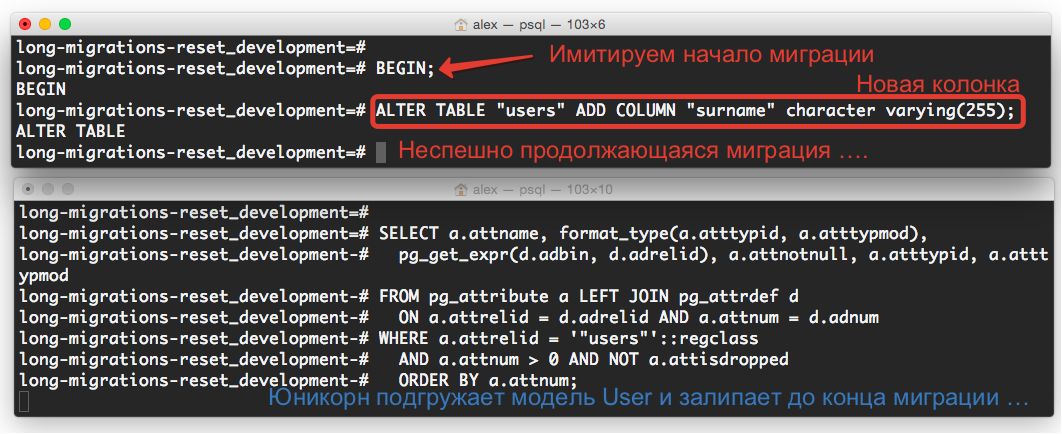 alex — psql — 103×6
long-migrations-reset_development=#
long-migrations-reset_development=# BEGIN;
Имитируем начало миграции
BEGIN
Новая колонка
long-migrations-reset_development=# ALTER TABLE "users" ADD COLUMN "surname" character varying(255);
ALTER TABLE
long-migrations-reset_development=#
Неспешно продолжающаяся миграция ….
alex — psql — 103×10
long-migrations-reset_development=#
long-migrations-reset_development=# SELECT a.attname, format_type(a.atttypid, a.atttypmod),
long-migrations-reset_development-#   pg_get_expr(d.adbin, d.adrelid), a.attnotnull, a.atttypid, a.attt
ypmod
long-migrations-reset_development-# FROM pg_attribute a LEFT JOIN pg_attrdef d
long-migrations-reset_development-#   ON a.attrelid = d.adrelid AND a.attnum = d.adnum
long-migrations-reset_development-# WHERE a.attrelid = '"users"'::regclass
long-migrations-reset_development-#   AND a.attnum > 0 AND NOT a.attisdropped
long-migrations-reset_development-#   ORDER BY a.attnum;
Юникорн подгружает модель User и залипает до конца миграции …